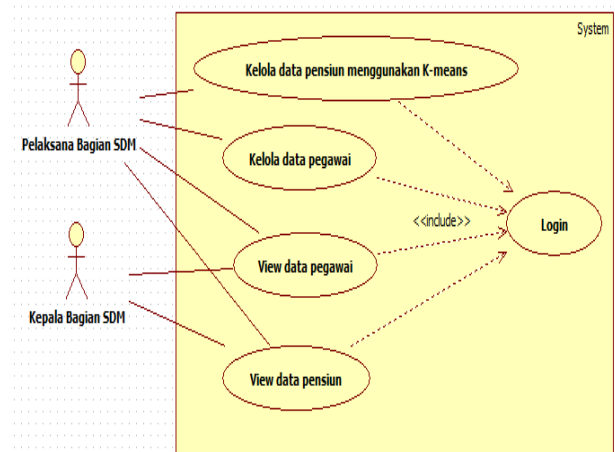 System
Kelola data pensiun menggunakan K-means
Pelaksana Bagian SDM
Kelola data pegawai
<<include>>
Login
View data pegawai
Kepala Bagian SDM
View data pensiun